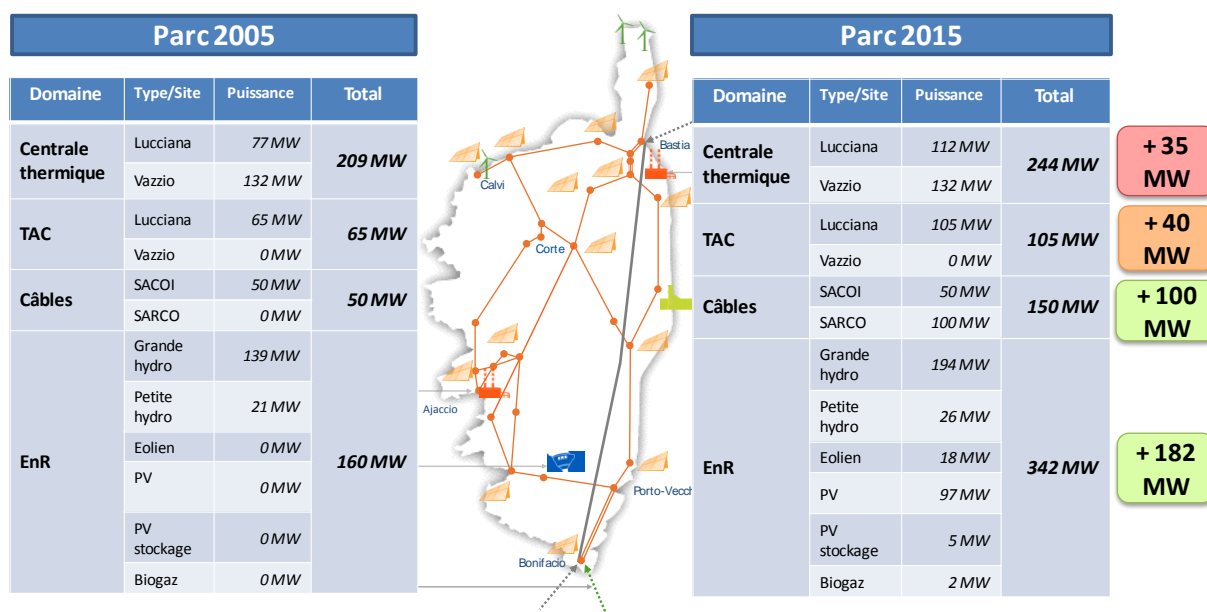 Parc 2005
Domaine Type/Site Puissance Total
Centrale thermique Lucciana 77 MW 209 MW
Vazzio 132 MW
TAC Lucciana 65 MW 65 MW
Vazzio 0 MW
Câbles SACOI 50 MW 50 MW
SARCO 0 MW
EnR Grande hydro 139 MW 160 MW
Petite hydro 21 MW
Eolien 0 MW
PV 0 MW
PV stockage 0 MW
Biogaz 0 MW
Bastia
Calvi
Corte
Ajaccio
Porto-Vecch
Bonifacio
Parc 2015
Domaine Type/Site Puissance Total
Centrale thermique Lucciana 112 MW 244 MW + 35 MW
Vazzio 132 MW
TAC Lucciana 105 MW 105 MW + 40 MW
Vazzio 0 MW
Câbles SACOI 50 MW 150 MW + 100 MW
SARCO 100 MW
EnR Grande hydro 194 MW 342 MW + 182 MW
Petite hydro 26 MW
Eolien 18 MW
PV 97 MW
PV stockage 5 MW
Biogaz 2 MW